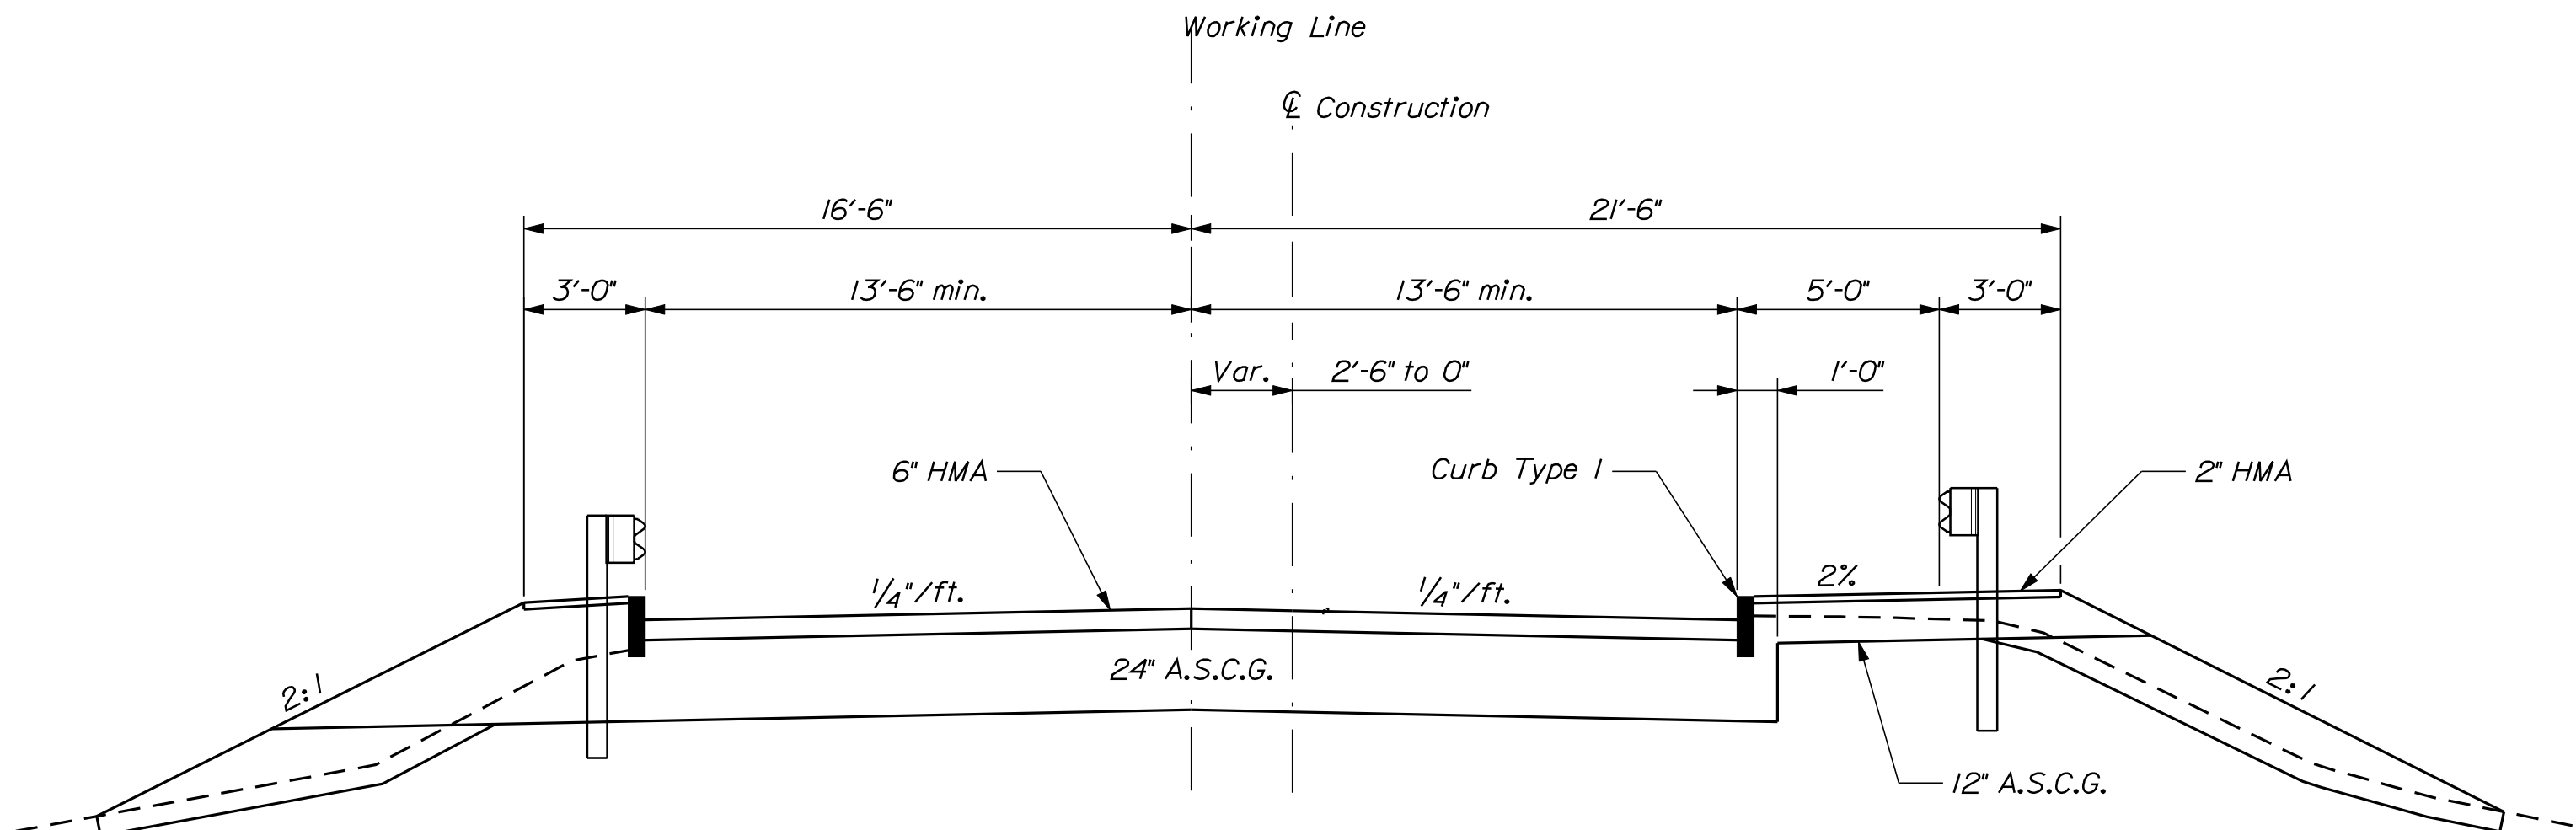 Working Line
℄ Construction
16'-6" 21'-6"
3'-0" 13'-6" min. 13'-6" min. 5'-0" 3'-0"
Var. 2'-6" to 0" 1'-0"
6" HMA Curb Type 1 2" HMA
1/4"/ft. 1/4"/ft. 2%
24" A.S.C.G.
2:1 2:1
12" A.S.C.G.